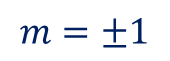 m = ±1